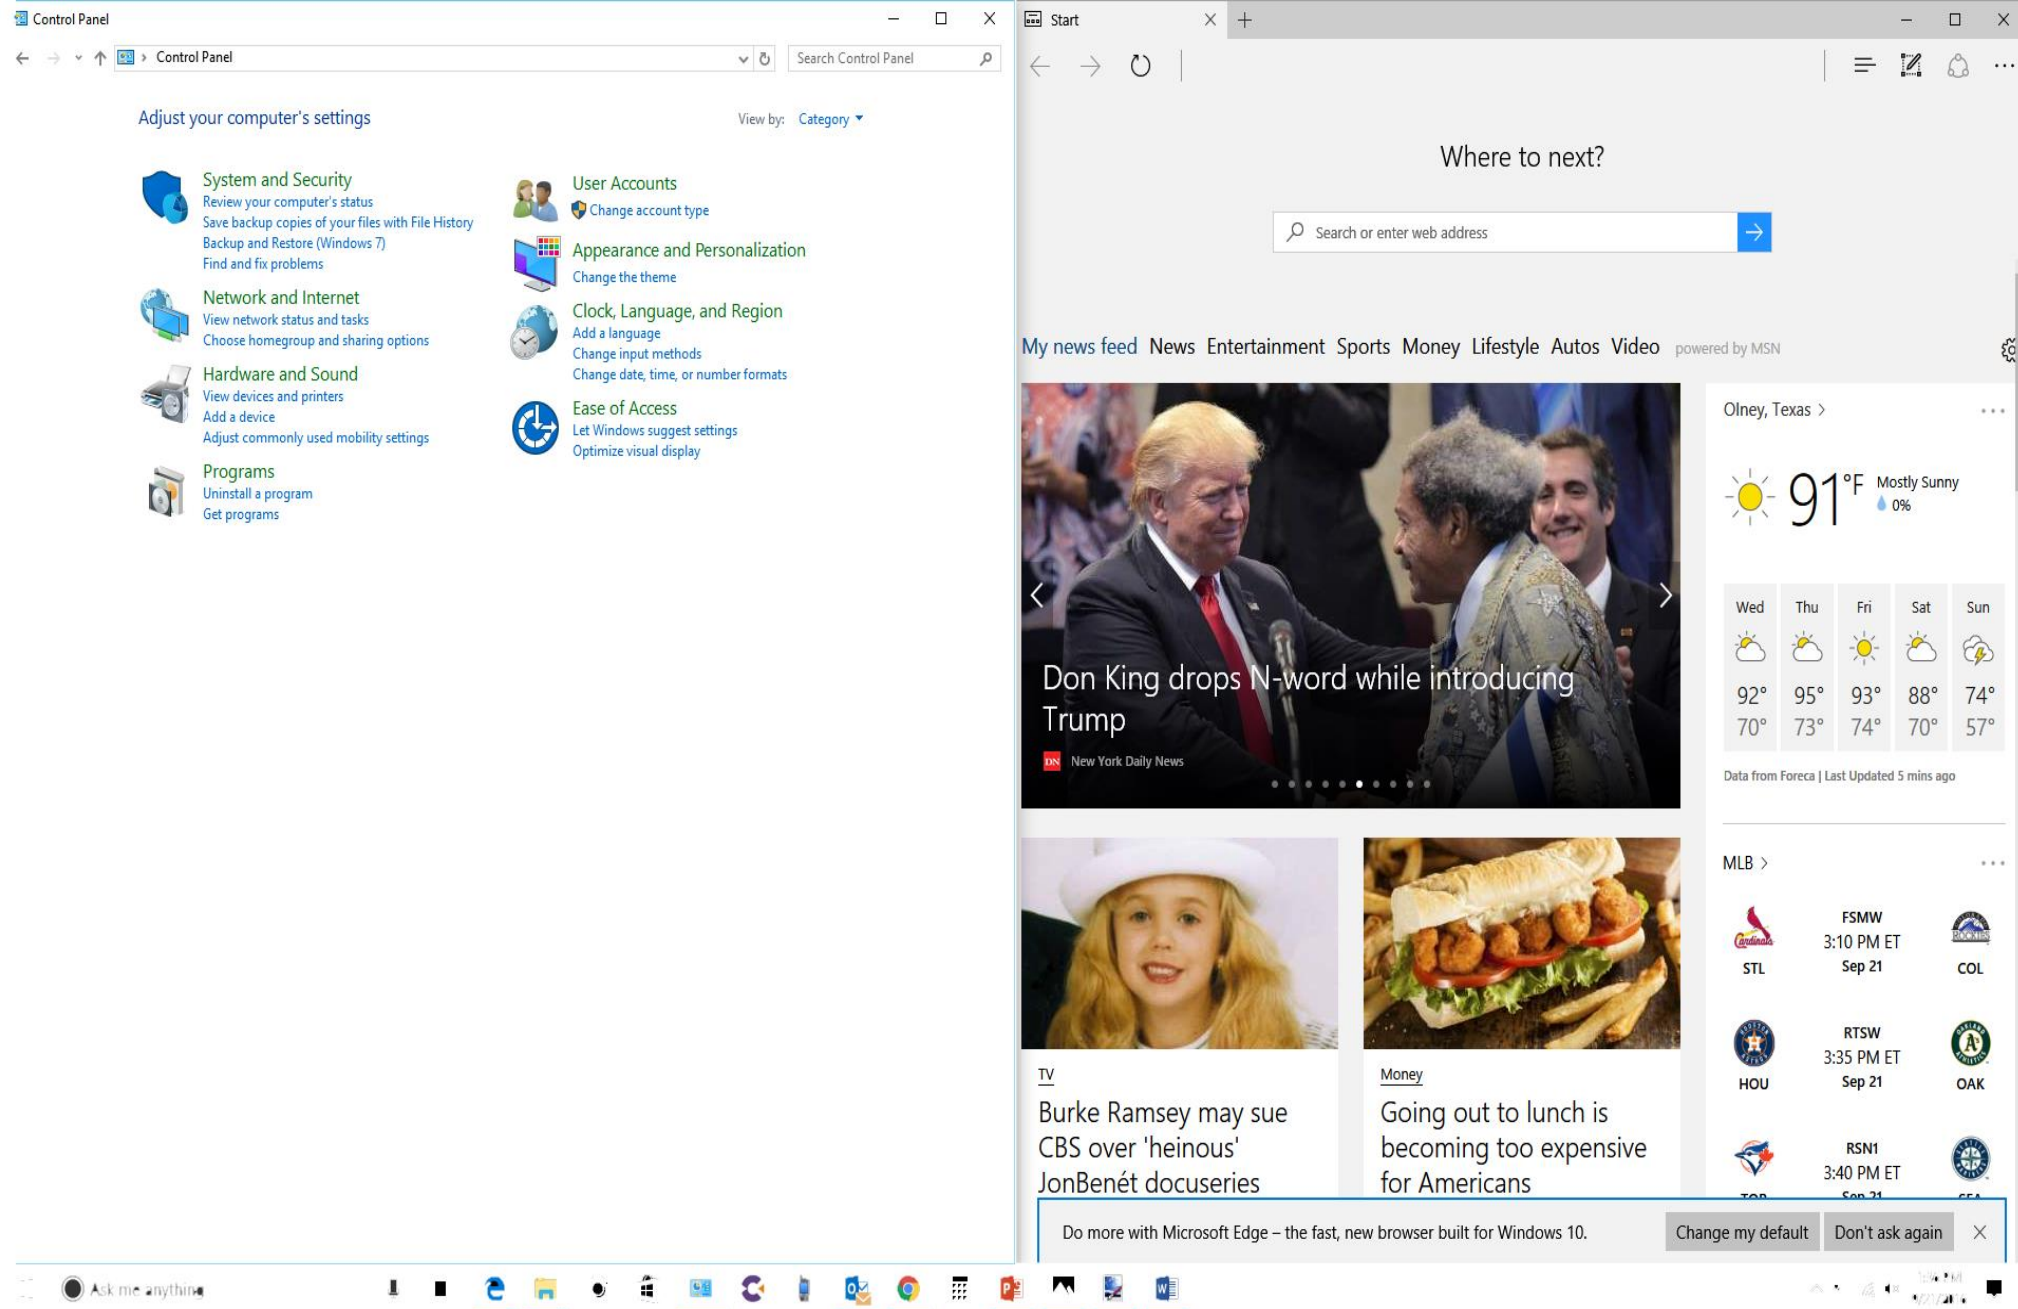 Control Panel
Control Panel
Search Control Panel
Adjust your computer's settings
View by: Category
System and Security
Review your computer's status
Save backup copies of your files with File History
Backup and Restore (Windows 7)
Find and fix problems
Network and Internet
View network status and tasks
Choose homegroup and sharing options
Hardware and Sound
View devices and printers
Add a device
Adjust commonly used mobility settings
Programs
Uninstall a program
Get programs
User Accounts
Change account type
Appearance and Personalization
Change the theme
Clock, Language, and Region
Add a language
Change input methods
Change date, time, or number formats
Ease of Access
Let Windows suggest settings
Optimize visual display
Start
Where to next?
Search or enter web address
My news feed News Entertainment Sports Money Lifestyle Autos Video powered by MSN
Don King drops N-word while introducing
Trump
DN New York Daily News
Olney, Texas >
91°F Mostly Sunny
0%
Wed Thu Fri Sat Sun
92° 95° 93° 88° 74°
70° 73° 74° 70° 57°
Data from Foreca | Last Updated 5 mins ago
TV
Burke Ramsey may sue
CBS over 'heinous'
JonBenét docuseries
Money
Going out to lunch is
becoming too expensive
for Americans
MLB >
FSMW
Cardinals 3:10 PM ET ROCKIES
STL Sep 21 COL
RTSW
3:35 PM ET
HOU Sep 21 OAK
RSN1
3:40 PM ET
TOR Sep 21 SEA
Do more with Microsoft Edge – the fast, new browser built for Windows 10. Change my default Don't ask again
Ask me anything